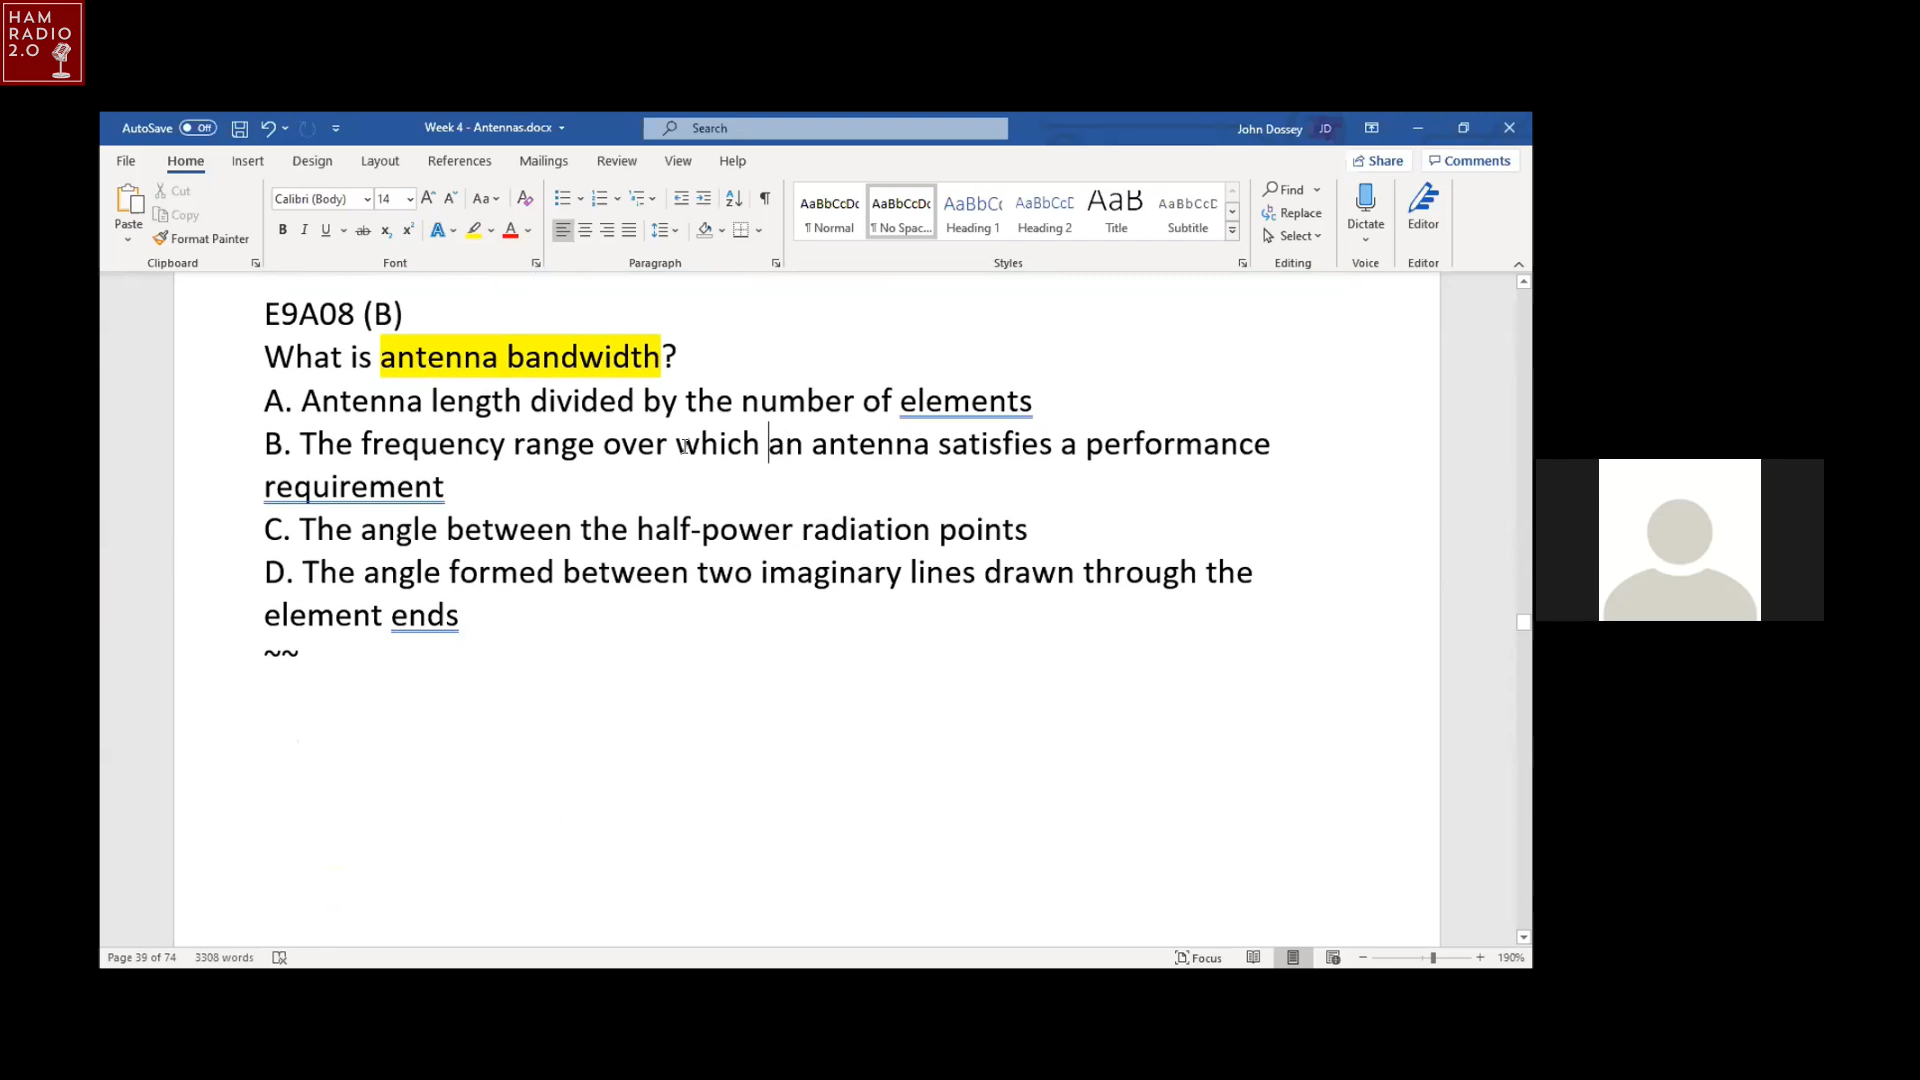 HAM
RADIO
2.0
AutoSave Off
Week 4 - Antennas.docx
Search
John Dossey JD
File Home Insert Design Layout References Mailings Review View Help
Share Comments
Paste
Cut
Copy
Format Painter
Clipboard
Calibri (Body) 14
Font
Paragraph
AaBbCcDc AaBbCcDc AaBbCc AaBbCcD AaB AaBbCcD
¶ Normal ¶ No Spac... Heading 1 Heading 2 Title Subtitle
Styles
Find
Replace
Select
Editing
Dictate
Voice
Editor
Editor
E9A08 (B)
What is antenna bandwidth?
A. Antenna length divided by the number of elements
B. The frequency range over which an antenna satisfies a performance
requirement
C. The angle between the half-power radiation points
D. The angle formed between two imaginary lines drawn through the
element ends
~~
Page 39 of 74 3308 words
Focus
190%